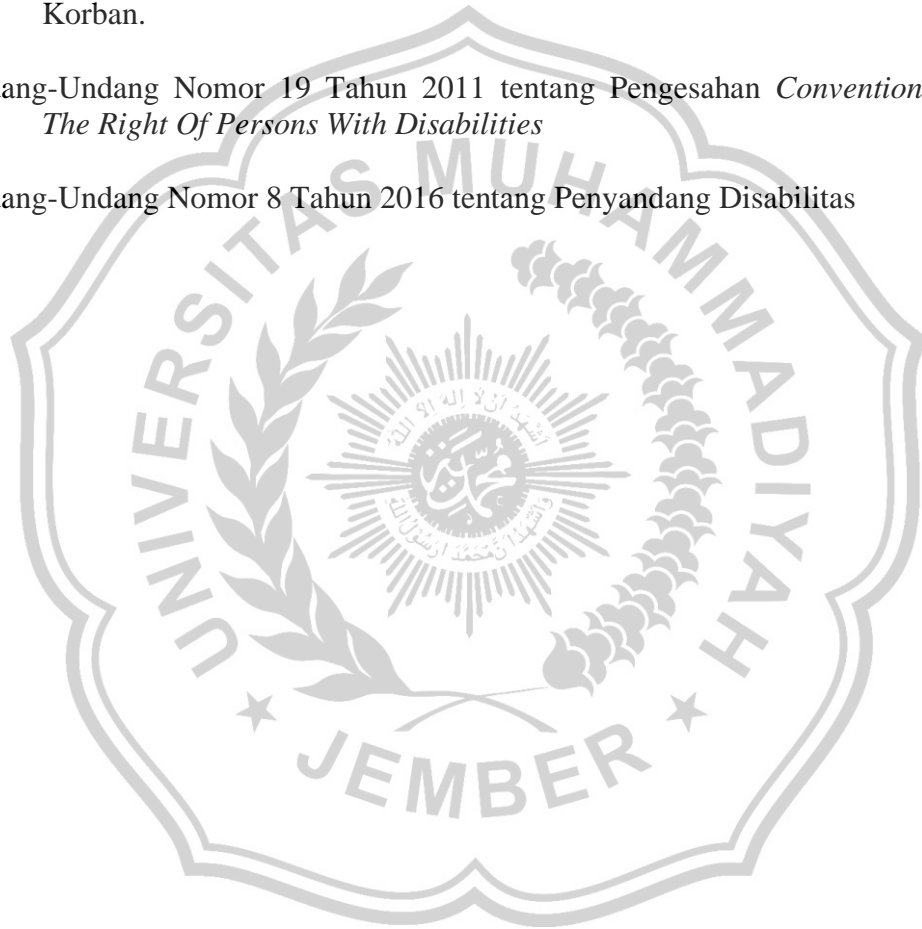 Korban.
ang-Undang Nomor 19 Tahun 2011 tentang Pengesahan Convention
The Right Of Persons With Disabilities
ang-Undang Nomor 8 Tahun 2016 tentang Penyandang Disabilitas
UNIVERSITAS MUHAMMADIYAH
JEMBER